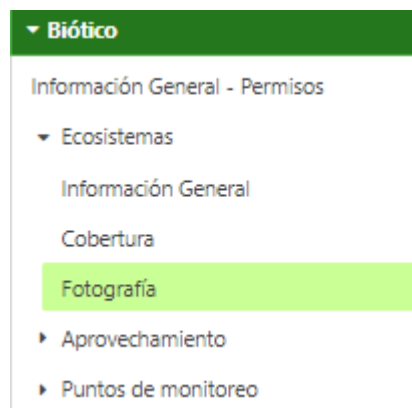 Biótico
Información General - Permisos
Ecosistemas
Información General
Cobertura
Fotografía
Aprovechamiento
Puntos de monitoreo